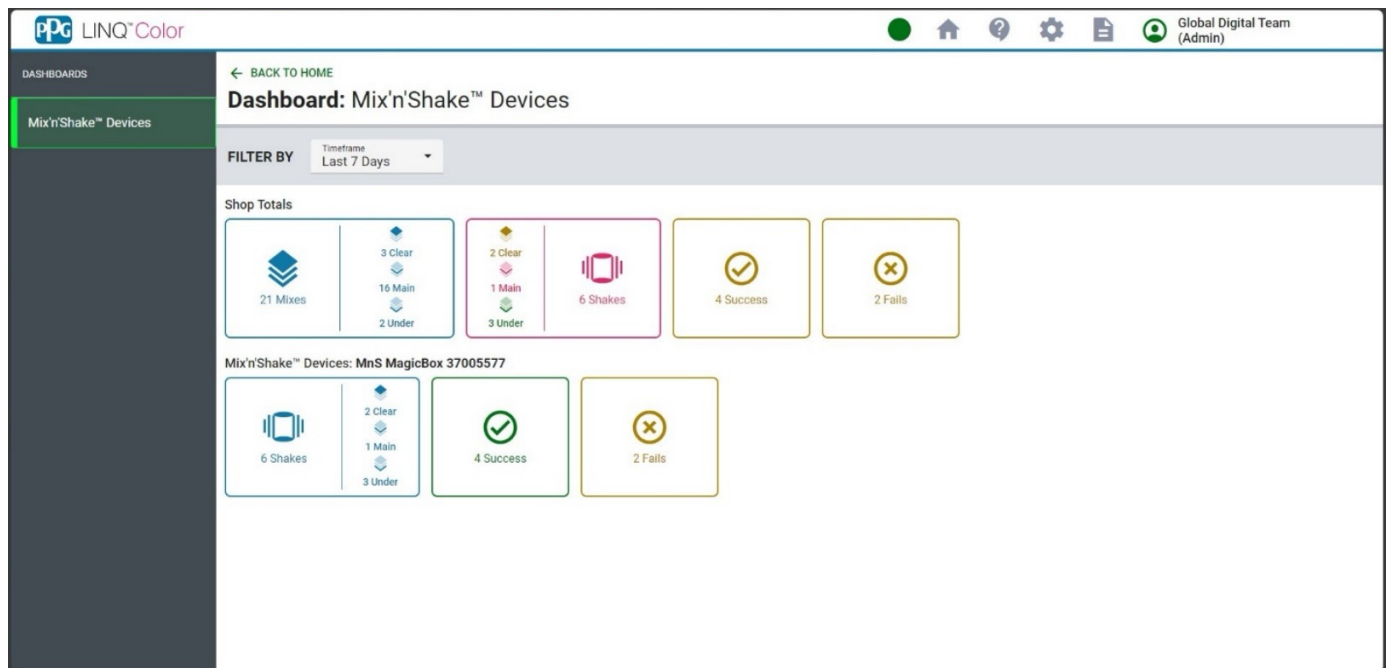 PPG LINQ™Color
Global Digital Team
(Admin)
DASHBOARDS
Mix'n'Shake™ Devices
← BACK TO HOME
Dashboard: Mix'n'Shake™ Devices
FILTER BY
Timeframe
Last 7 Days
Shop Totals
21 Mixes
3 Clear
16 Main
2 Under
2 Clear
1 Main
3 Under
6 Shakes
4 Success
2 Fails
Mix'n'Shake™ Devices: MnS MagicBox 37005577
6 Shakes
2 Clear
1 Main
3 Under
4 Success
2 Fails